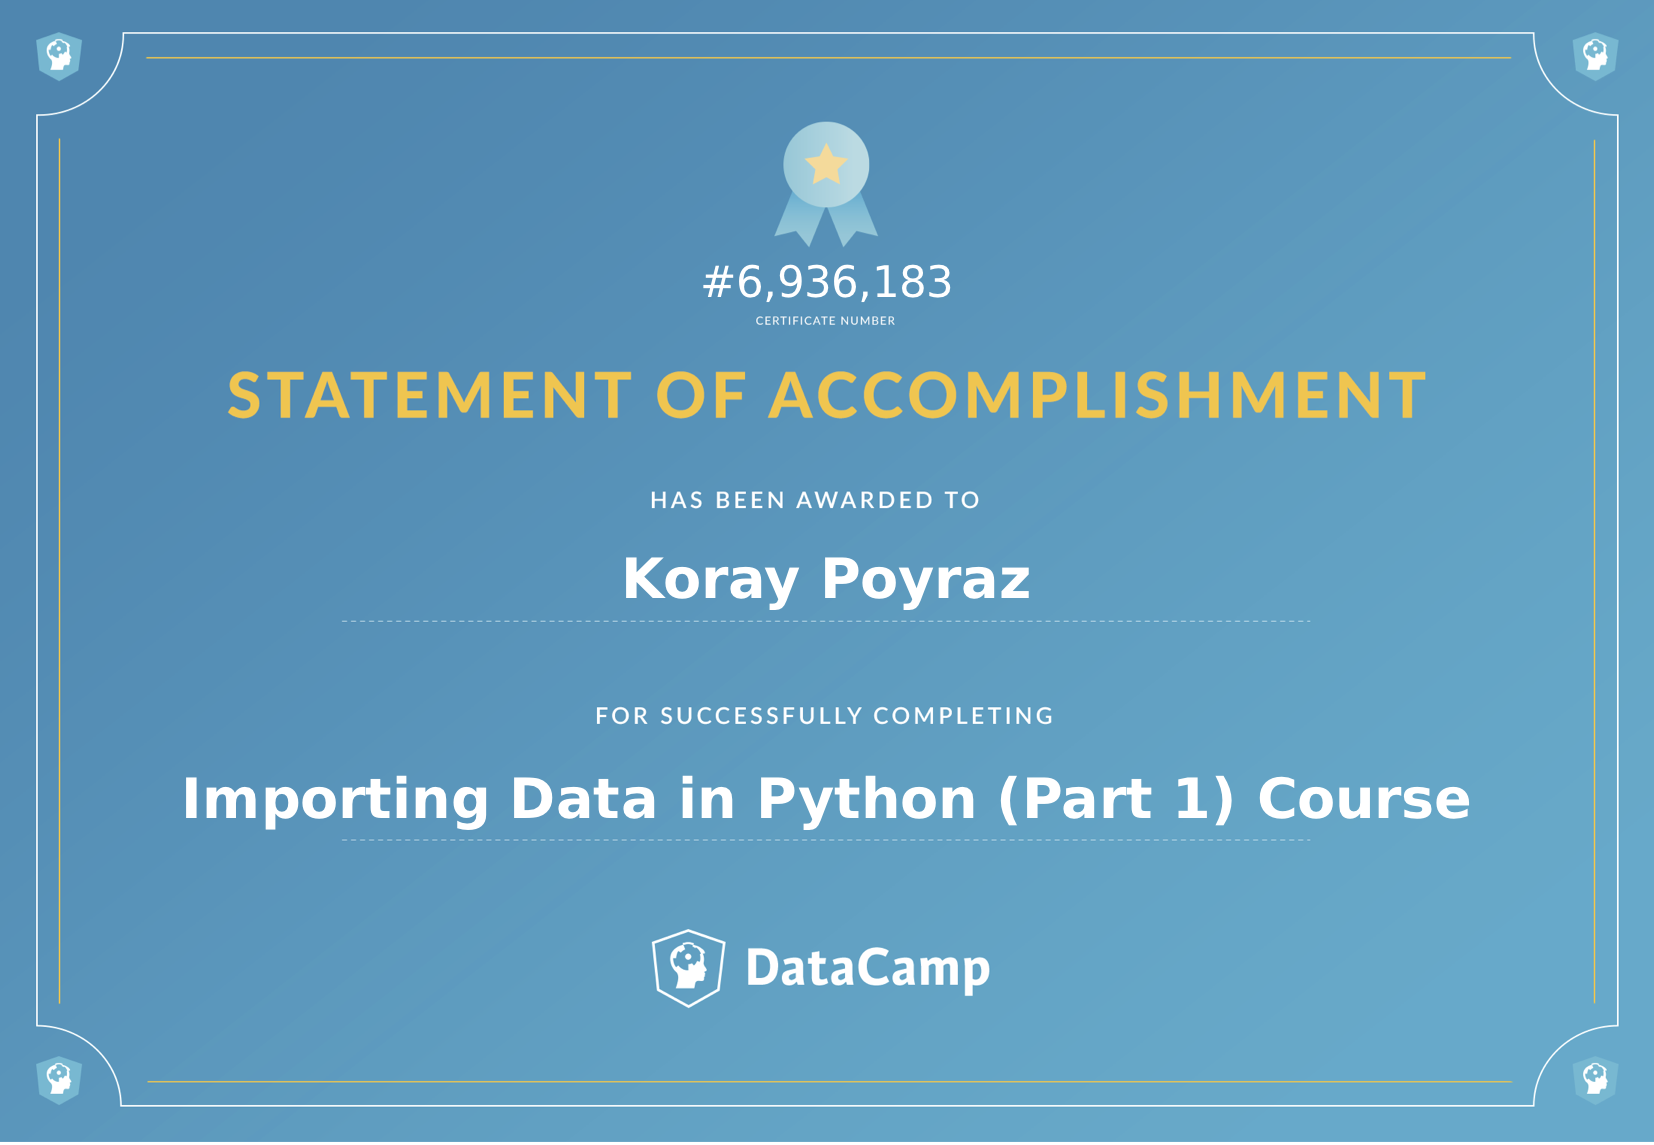 #6,936,183
CERTIFICATE NUMBER
STATEMENT OF ACCOMPLISHMENT
HAS BEEN AWARDED TO
Koray Poyraz
FOR SUCCESSFULLY COMPLETING
Importing Data in Python (Part 1) Course
DataCamp